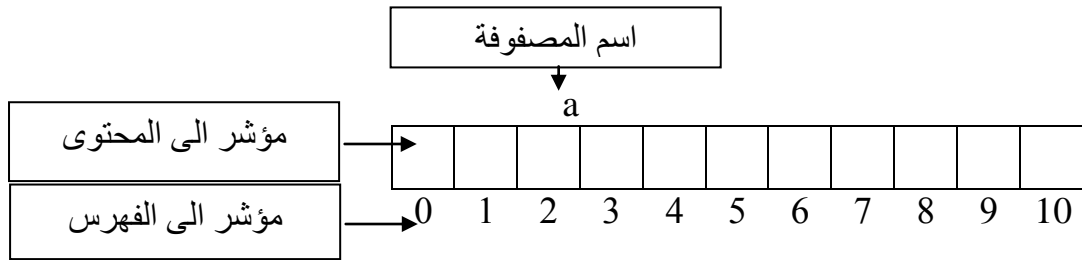 اسم المصفوفة
a
مؤشر الى المحتوى
مؤشر الى الفهرس
0 1 2 3 4 5 6 7 8 9 10